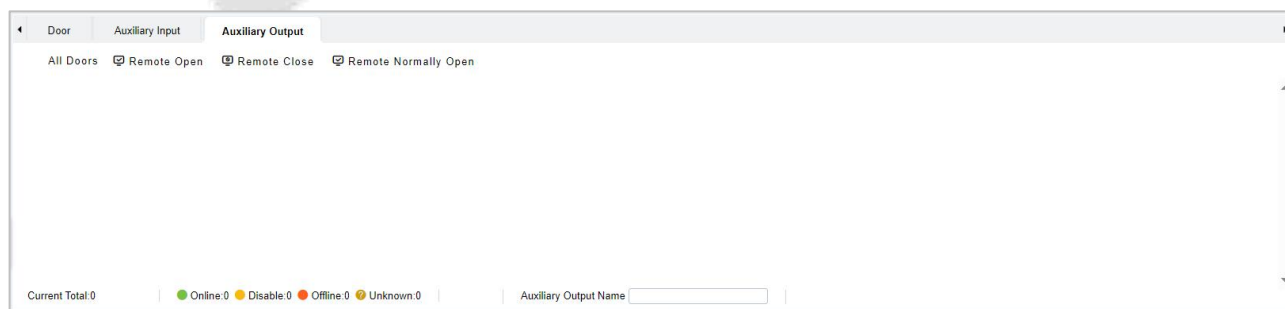 Door Auxiliary Input Auxiliary Output
All Doors Remote Open Remote Close Remote Normally Open
Current Total:0 Online:0 Disable:0 Offline:0 Unknown:0 Auxiliary Output Name